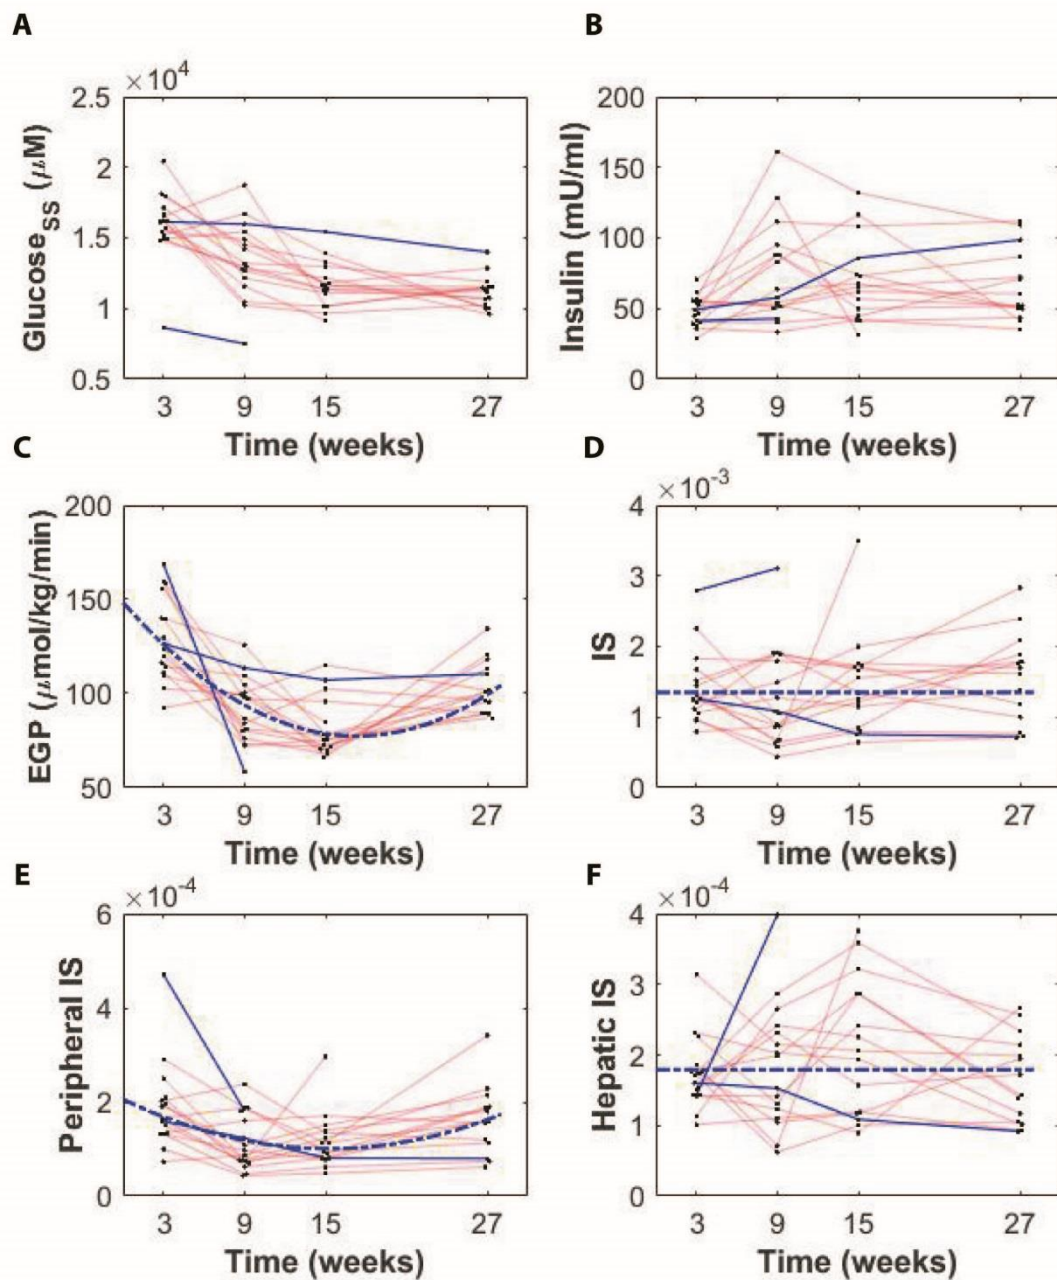 A
B
×10⁴
2.5
2
1.5
1
0.5
Glucose_SS (μM)
3 9 15 27
Time (weeks)
200
150
100
50
0
Insulin (mU/ml)
3 9 15 27
Time (weeks)
C
D
200
150
100
50
EGP (μmol/kg/min)
3 9 15 27
Time (weeks)
×10⁻³
4
3
2
1
0
IS
3 9 15 27
Time (weeks)
E
F
×10⁻⁴
6
4
2
0
Peripheral IS
3 9 15 27
Time (weeks)
×10⁻⁴
4
3
2
1
0
Hepatic IS
3 9 15 27
Time (weeks)